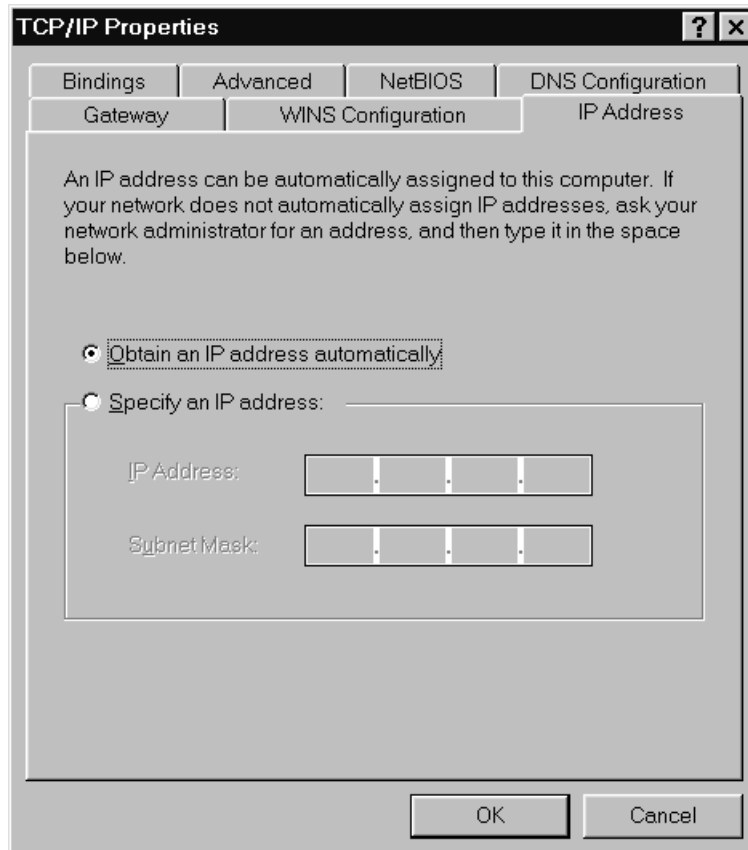 TCP/IP Properties
? ×
Bindings Advanced NetBIOS DNS Configuration
Gateway WINS Configuration IP Address
An IP address can be automatically assigned to this computer. If
your network does not automatically assign IP addresses, ask your
network administrator for an address, and then type it in the space
below.
Obtain an IP address automatically
Specify an IP address:
IP Address:
. . .
Subnet Mask:
. . .
OK Cancel